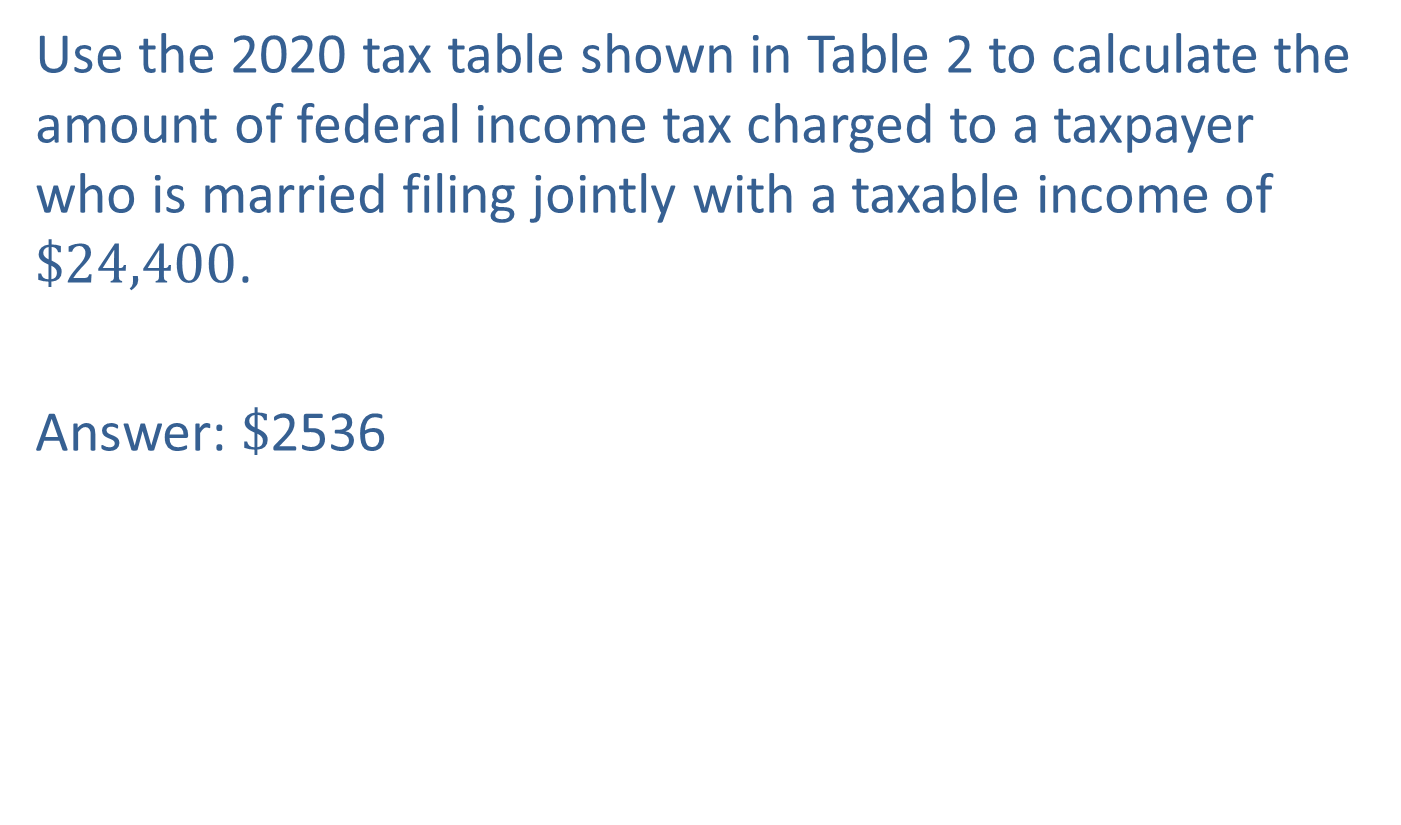 Use the 2020 tax table shown in Table 2 to calculate the
amount of federal income tax charged to a taxpayer
who is married filing jointly with a taxable income of
$24,400.
Answer: $2536